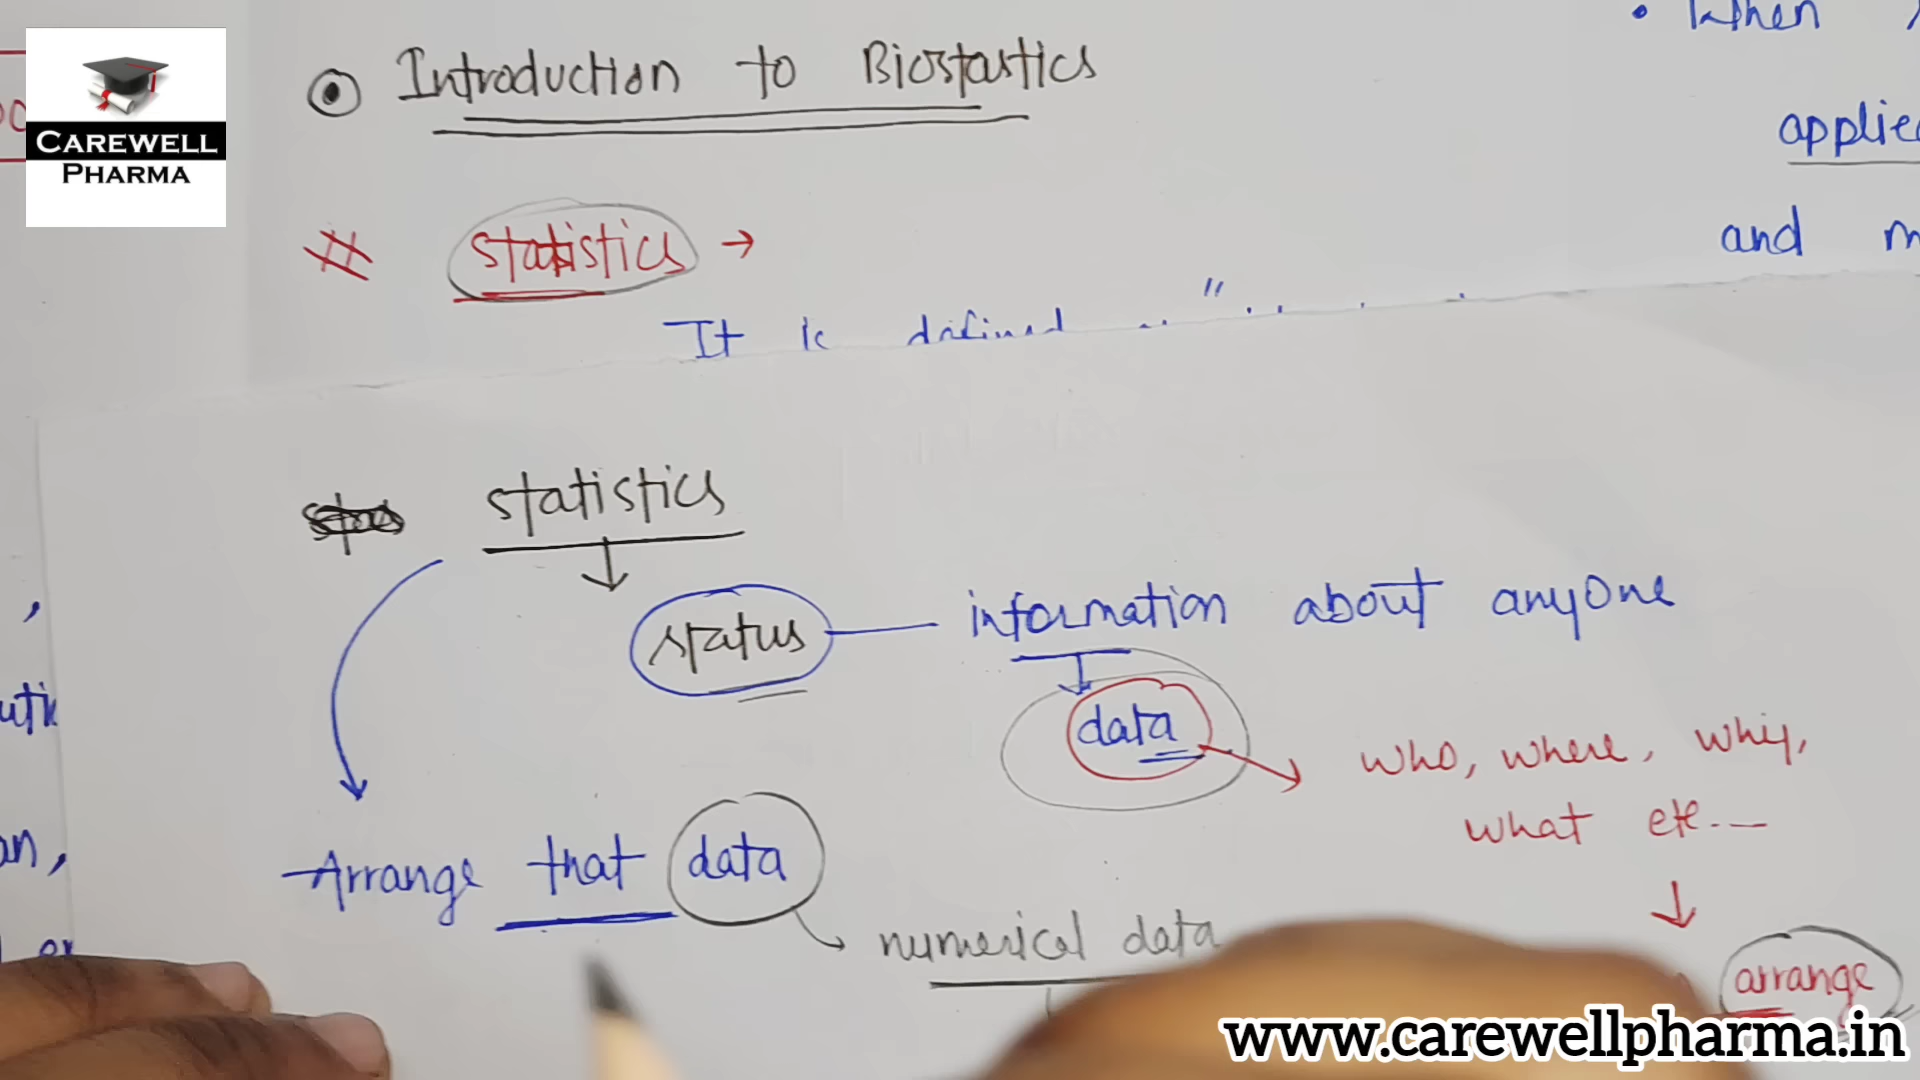 CAREWELL
PHARMA
Introduction to Biostastics
• When
applie
and m
# statistics →
It is defined
statistics
status — information about anyone
data
who, where, why,
what etc..—
Arrange that data
numerical data
arrange
www.carewellpharma.in